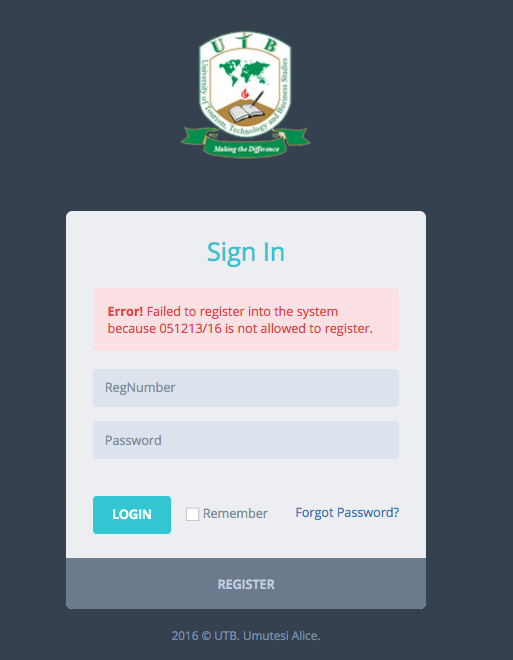 UTB
University of Tourism, Technology and Business Studies
Making the Difference
Sign In
Error! Failed to register into the system
because 051213/16 is not allowed to register.
RegNumber
Password
LOGIN
Remember
Forgot Password?
REGISTER
2016 © UTB. Umutesi Alice.